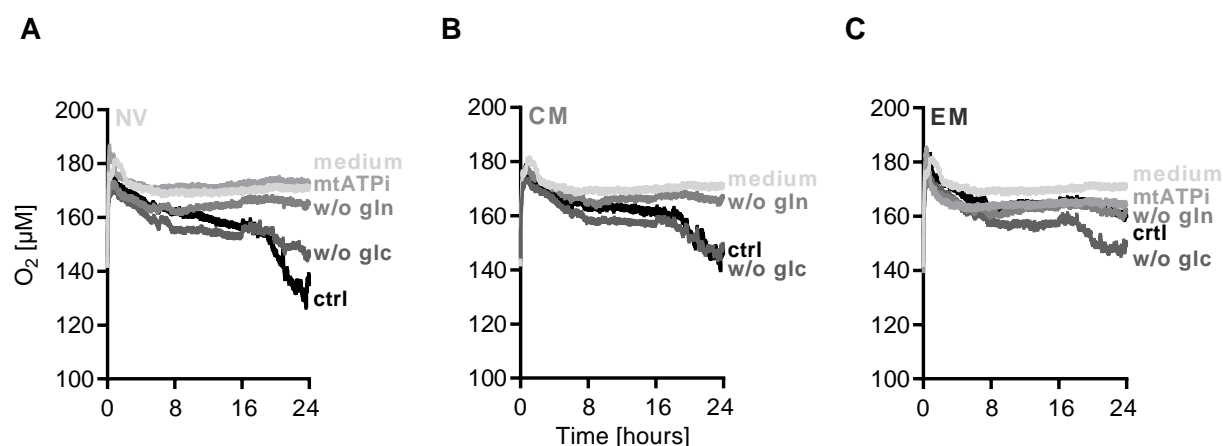 A
B
C
NV
CM
EM
O2 [µM]
200
180
160
140
120
100
0
8
16
24
medium
mtATPi
w/o gln
w/o glc
ctrl
200
180
160
140
120
100
0
8
16
24
medium
w/o gln
ctrl
w/o glc
200
180
160
140
120
100
0
8
16
24
medium
mtATPi
w/o gln
crtl
w/o glc
Time [hours]